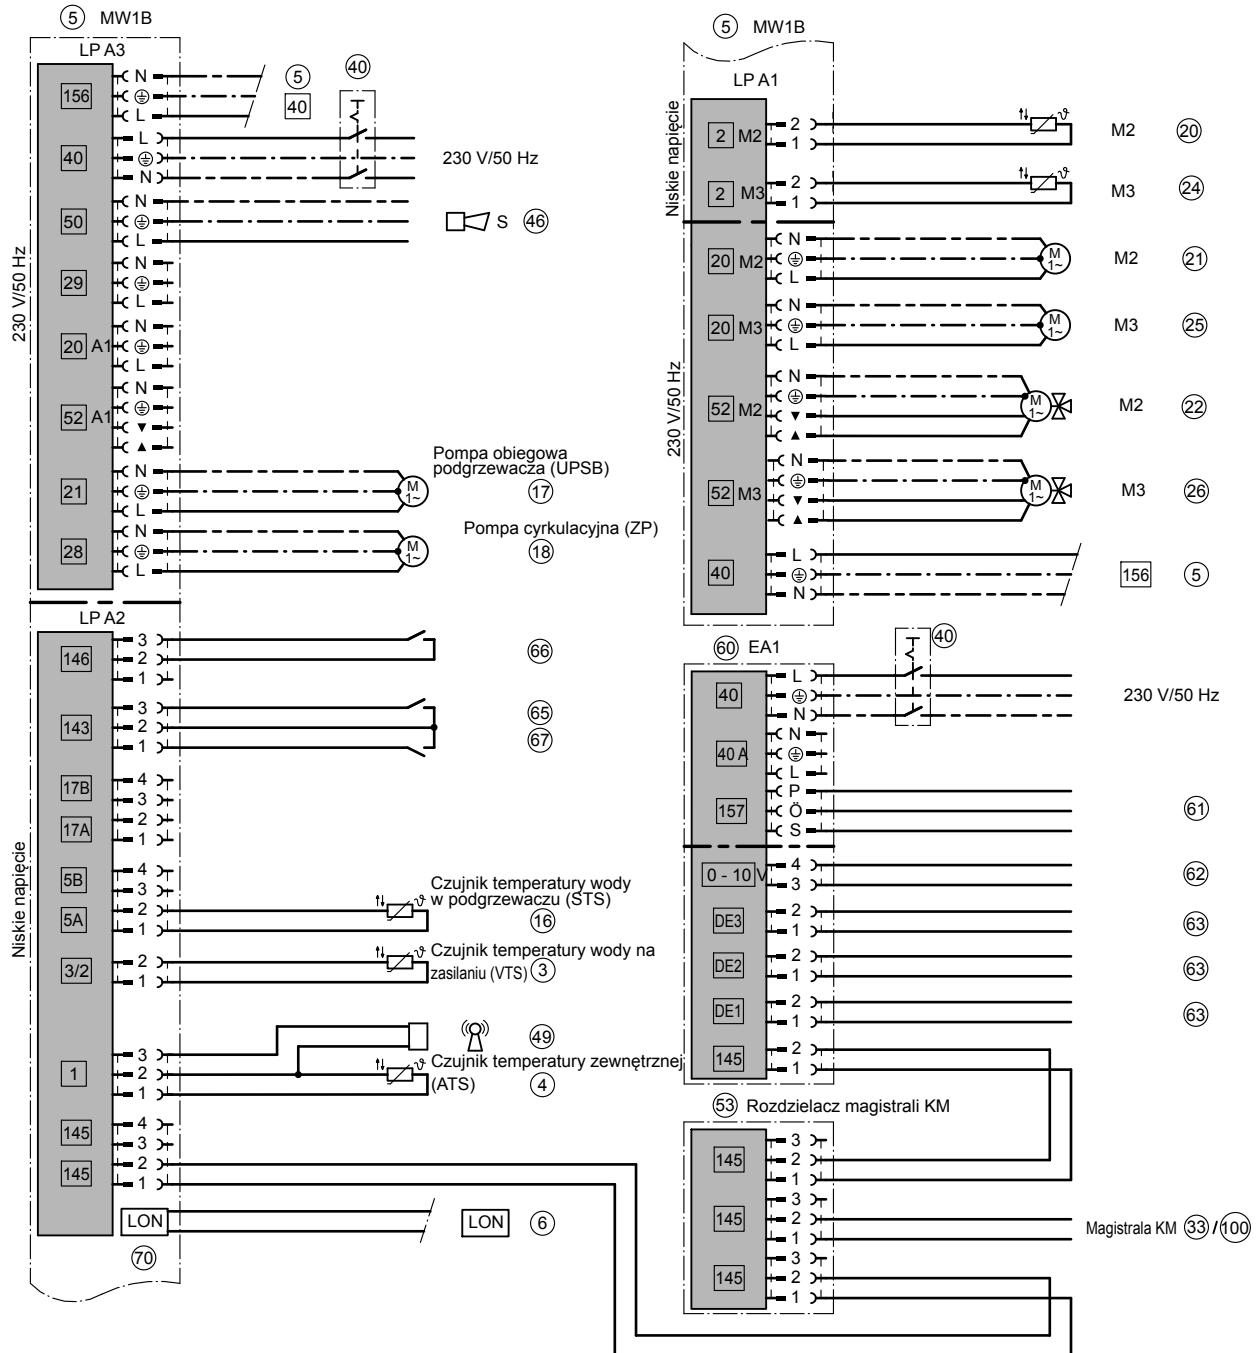 5 MW1B
LP A3
230 V/50 Hz
156
N
L
5
40
40
40
L
N
230 V/50 Hz
50
N
L
S 46
29
N
L
20 A1
N
L
52 A1
N
▼
▲
21
N
L
M
1~
Pompa obiegowa
podgrzewacza (UPSB)
17
28
N
L
M
1~
Pompa cyrkulacyjna (ZP)
18
LP A2
Niskie napięcie
146
3
2
1
66
143
3
2
1
65
67
17B
4
3
17A
2
1
5B
4
3
5A
2
1
ϑ
Czujnik temperatury wody
w podgrzewaczu (STS)
16
3/2
2
1
ϑ
Czujnik temperatury wody na
zasilaniu (VTS) 3
49
1
3
2
1
ϑ
Czujnik temperatury zewnętrznej
(ATS) 4
145
4
3
145
2
1
LON
LON 6
70
5 MW1B
LP A1
Niskie napięcie
2 M2
2
1
ϑ
M2 20
2 M3
2
1
ϑ
M3 24
230 V/50 Hz
20 M2
N
L
M
1~
M2 21
20 M3
N
L
M
1~
M3 25
52 M2
N
▼
▲
M
1~
M2 22
52 M3
N
▼
▲
M
1~
M3 26
40
L
N
156 5
60 EA1
40
40
L
N
230 V/50 Hz
40 A
N
L
157
P
Ö
S
61
0 - 10 V
4
3
62
DE3
2
1
63
DE2
2
1
63
DE1
2
1
63
145
2
1
53 Rozdzielacz magistrali KM
145
3
2
1
145
3
2
1
Magistrala KM 33 / 100
145
3
2
1